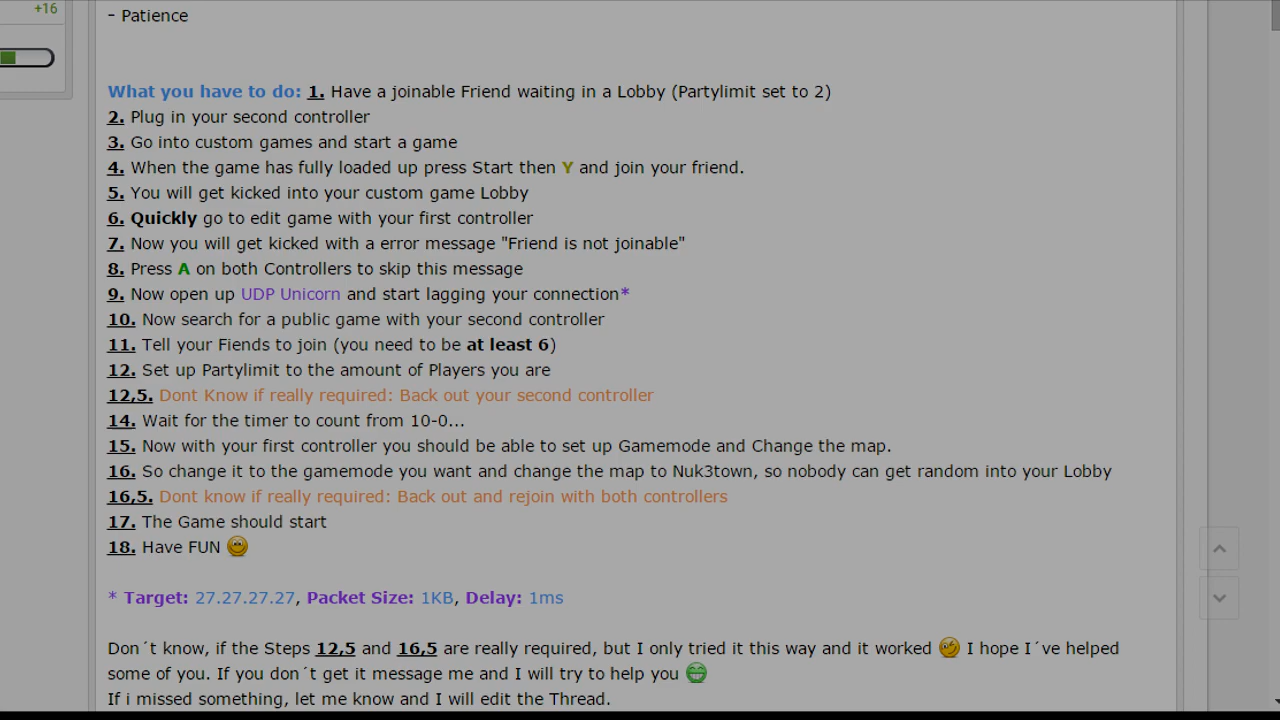 +16
- Patience
What you have to do: 1. Have a joinable Friend waiting in a Lobby (Partylimit set to 2)
2. Plug in your second controller
3. Go into custom games and start a game
4. When the game has fully loaded up press Start then Y and join your friend.
5. You will get kicked into your custom game Lobby
6. Quickly go to edit game with your first controller
7. Now you will get kicked with a error message "Friend is not joinable"
8. Press A on both Controllers to skip this message
9. Now open up UDP Unicorn and start lagging your connection*
10. Now search for a public game with your second controller
11. Tell your Fiends to join (you need to be at least 6)
12. Set up Partylimit to the amount of Players you are
12,5. Dont Know if really required: Back out your second controller
14. Wait for the timer to count from 10-0...
15. Now with your first controller you should be able to set up Gamemode and Change the map.
16. So change it to the gamemode you want and change the map to Nuk3town, so nobody can get random into your Lobby
16,5. Dont know if really required: Back out and rejoin with both controllers
17. The Game should start
18. Have FUN
* Target: 27.27.27.27, Packet Size: 1KB, Delay: 1ms
Don´t know, if the Steps 12,5 and 16,5 are really required, but I only tried it this way and it worked I hope I´ve helped
some of you. If you don´t get it message me and I will try to help you
If i missed something, let me know and I will edit the Thread.